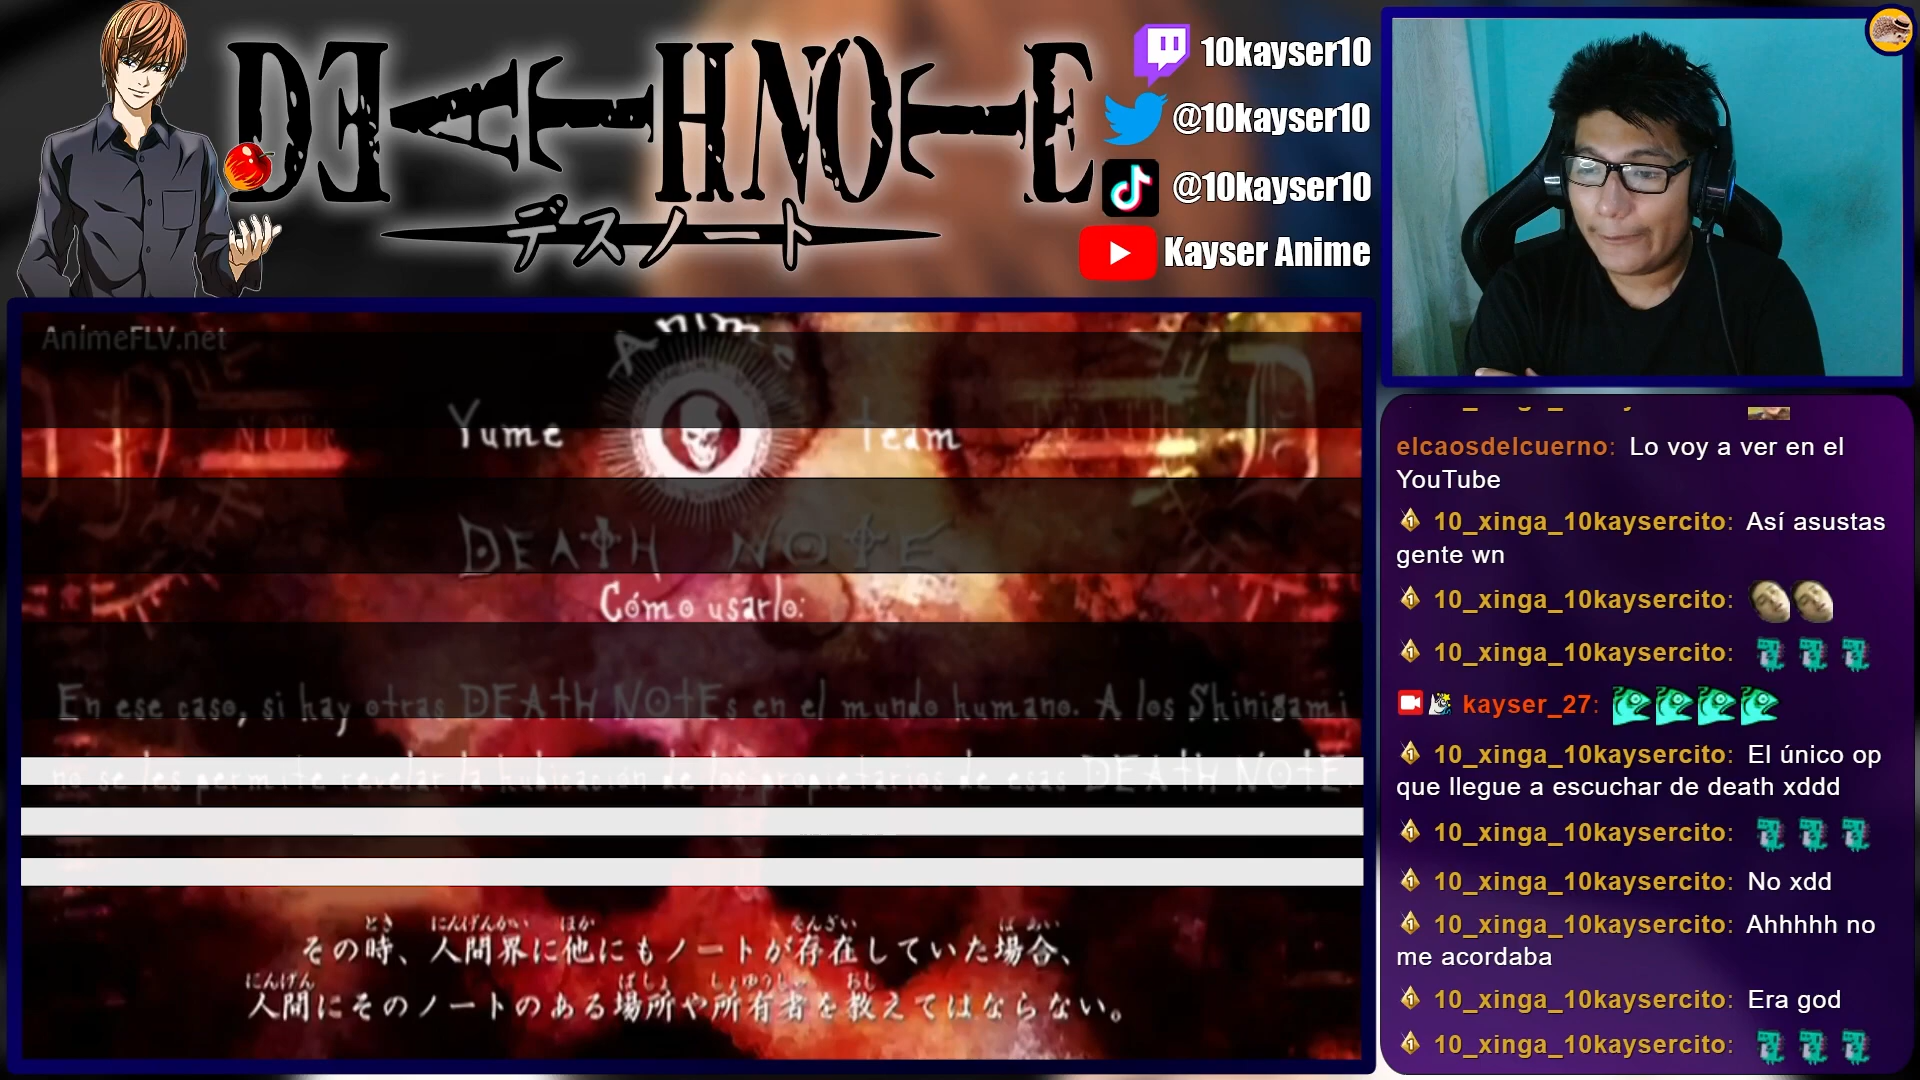 DEATH NOTE
デスノート
10kayser10
@10kayser10
@10kayser10
Kayser Anime
AnimeFLV.net
Anime
Yume team
DEATH NOTE
Cómo usarlo:
En ese caso, si hay otras DEATH NOTEs en el mundo humano. A los Shinigami
no se les permite revelar la hubicación de los propietarios de esas DEATH NOTE.
その時、人間界に他にもノートが存在していた場合、
人間にそのノートのある場所や所有者を教えてはならない。
elcaosdelcuerno: Lo voy a ver en el
YouTube
10_xinga_10kaysercito: Así asustas
gente wn
10_xinga_10kaysercito:
10_xinga_10kaysercito:
kayser_27:
10_xinga_10kaysercito: El único op
que llegue a escuchar de death xddd
10_xinga_10kaysercito:
10_xinga_10kaysercito: No xdd
10_xinga_10kaysercito: Ahhhhh no
me acordaba
10_xinga_10kaysercito: Era god
10_xinga_10kaysercito: